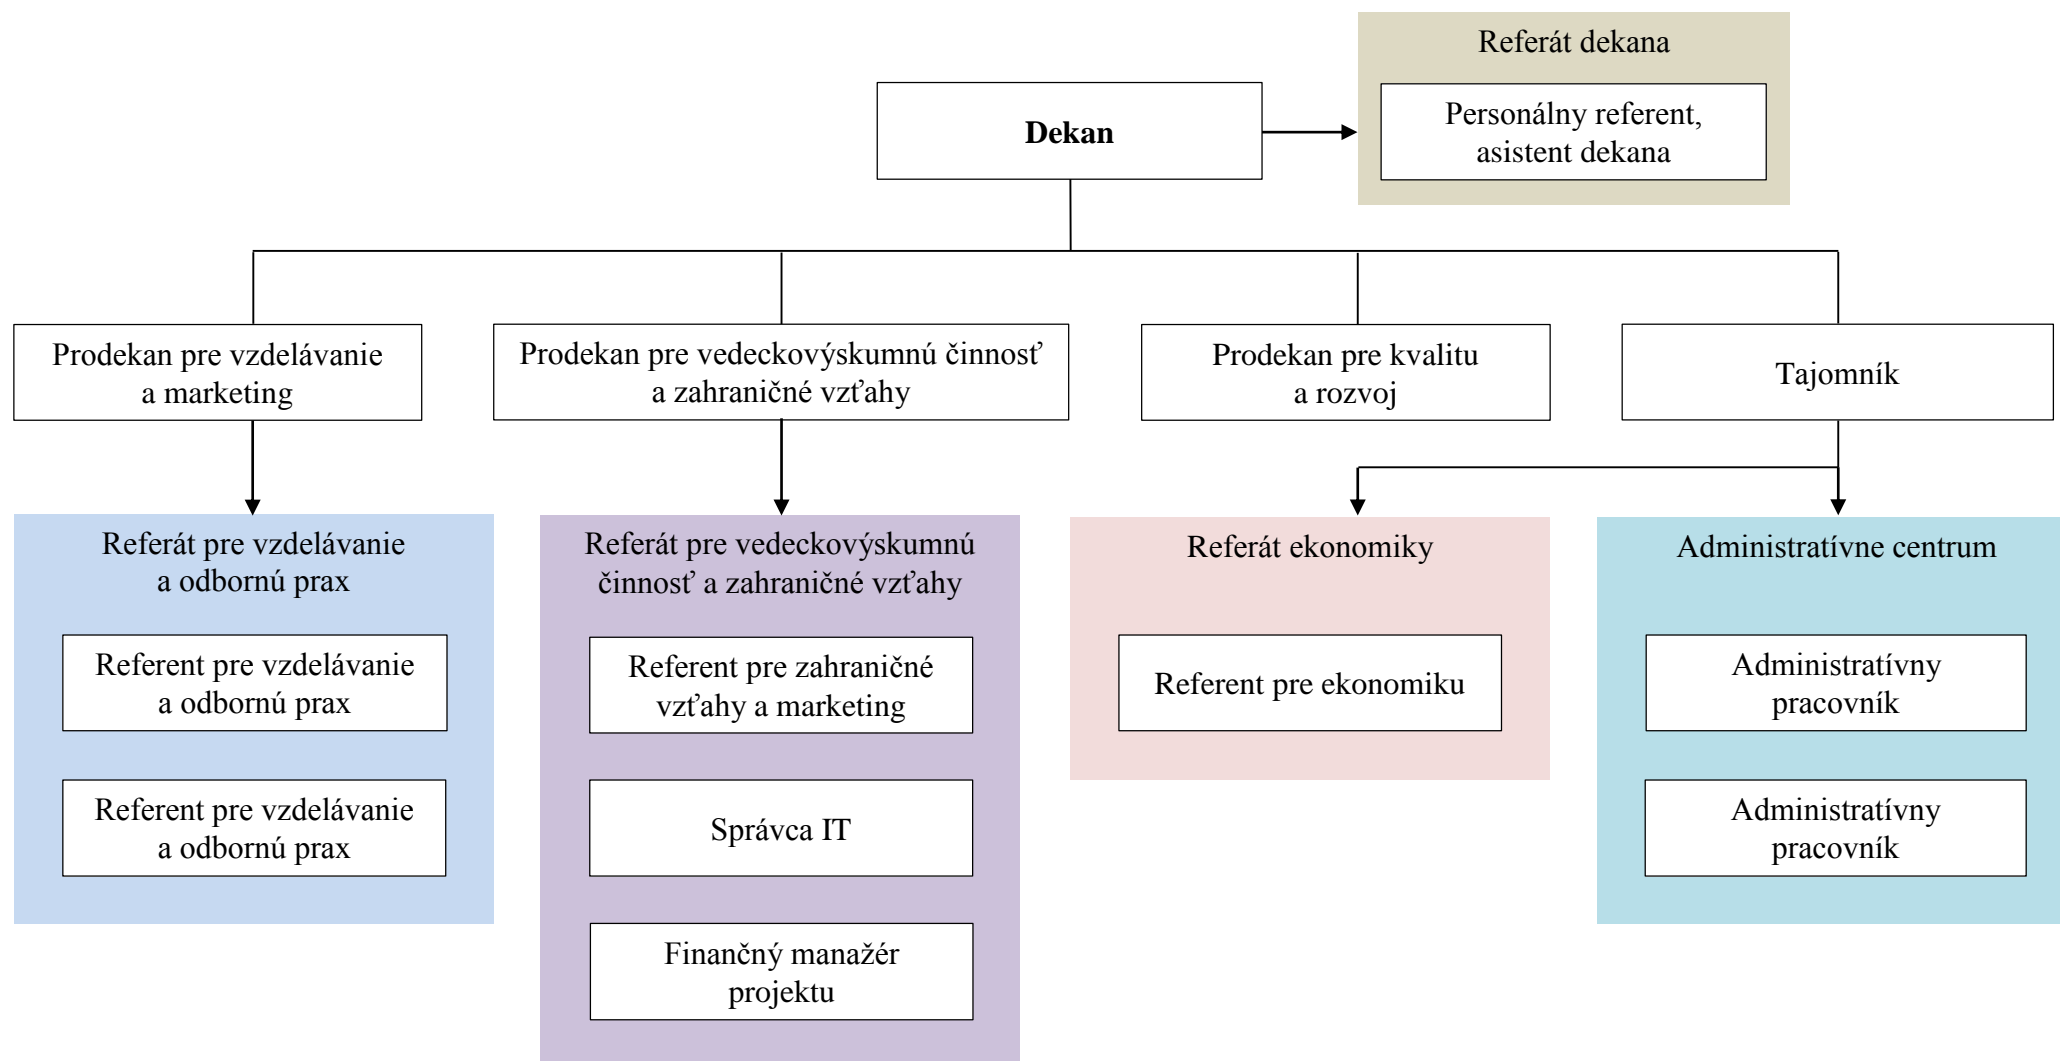 Referát dekana
Personálny referent,
asistent dekana
Dekan
Prodekan pre vzdelávanie
a marketing
Prodekan pre vedeckovýskumnú činnosť
a zahraničné vzťahy
Prodekan pre kvalitu
a rozvoj
Tajomník
Referát pre vzdelávanie
a odbornú prax
Referent pre vzdelávanie
a odbornú prax
Referent pre vzdelávanie
a odbornú prax
Referát pre vedeckovýskumnú
činnosť a zahraničné vzťahy
Referent pre zahraničné
vzťahy a marketing
Správca IT
Finančný manažér
projektu
Referát ekonomiky
Referent pre ekonomiku
Administratívne centrum
Administratívny
pracovník
Administratívny
pracovník